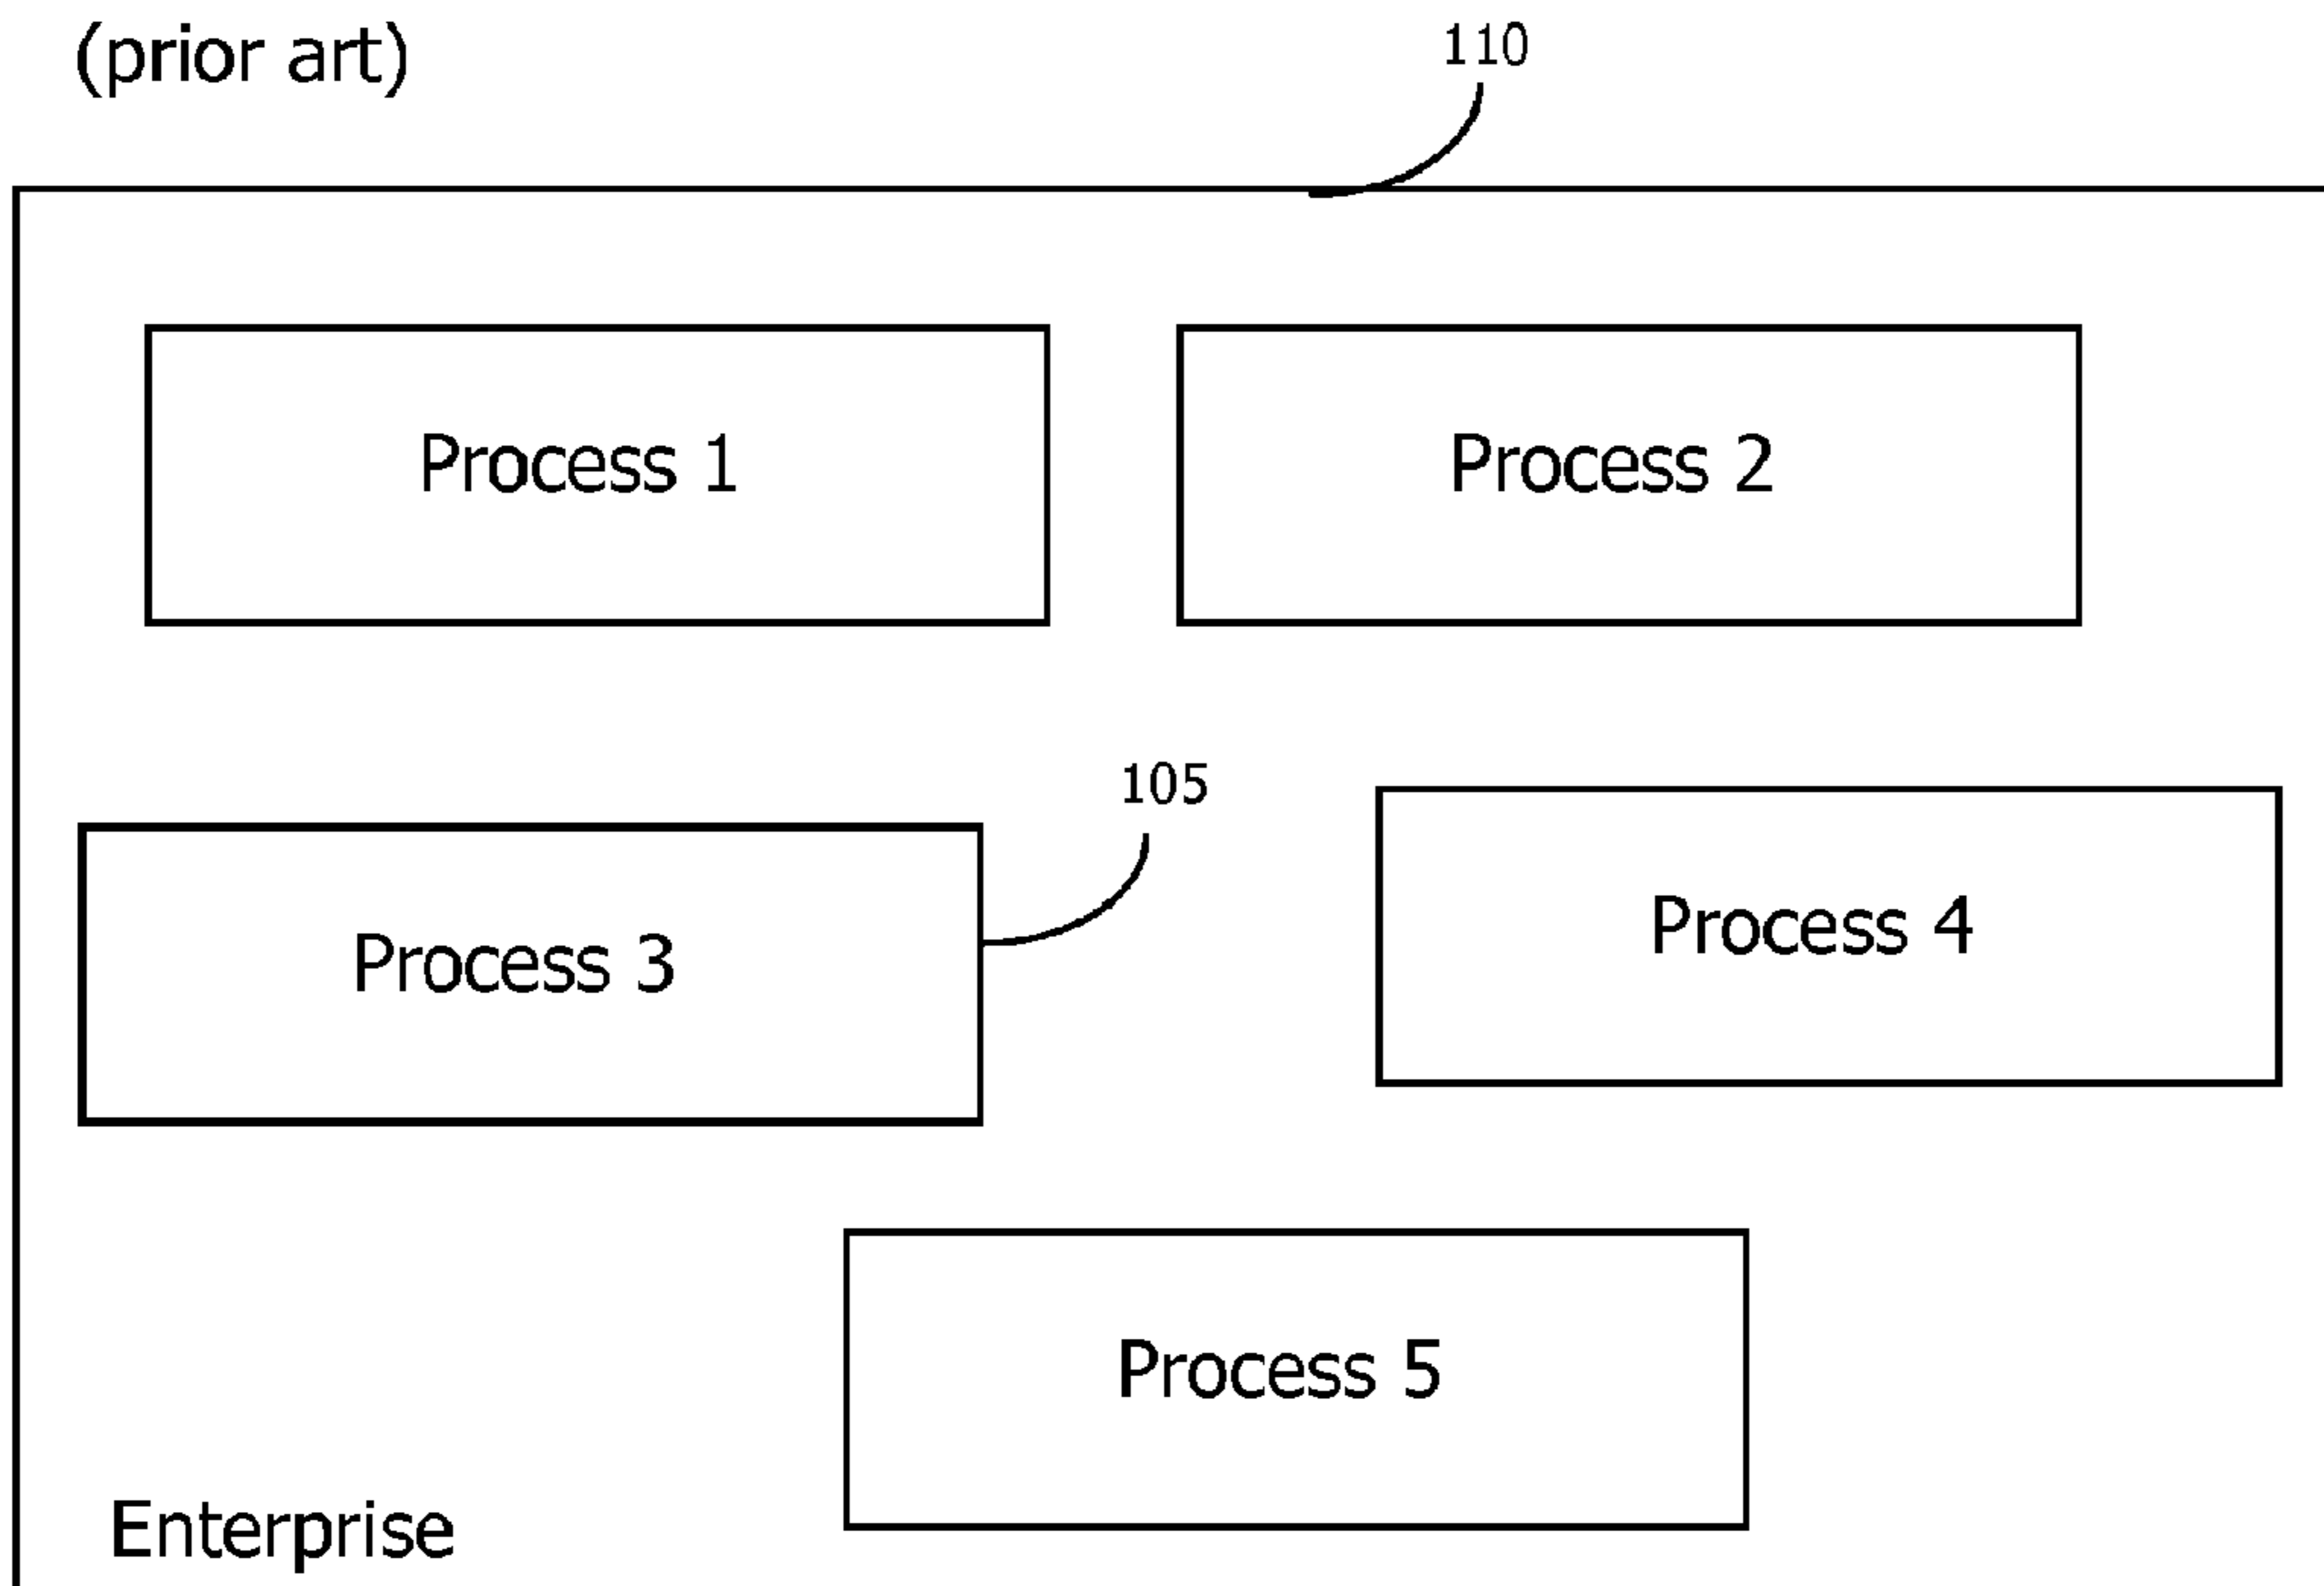 (prior art)
110
Process 1
Process 2
105
Process 3
Process 4
Process 5
Enterprise